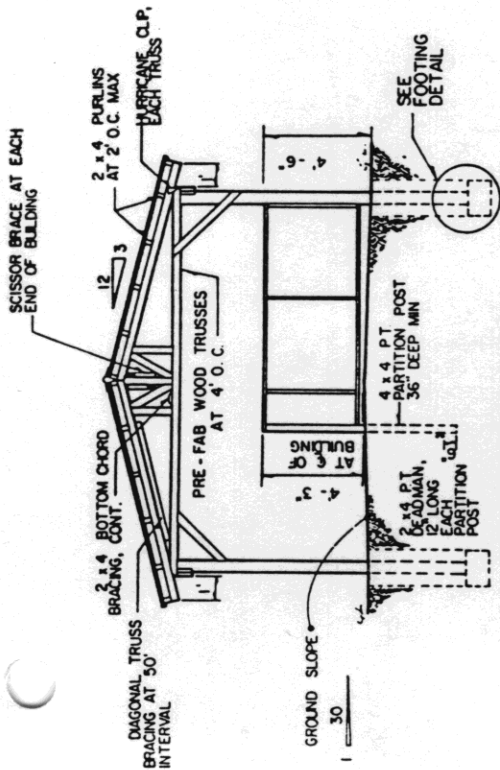 SCISSOR BRACE AT EACH
END OF BUILDING
2 x 4 PURLINS
AT 2' O.C. MAX
HURRICANE CLIP,
EACH TRUSS
12
3
2 x 4 BOTTOM CHORD
BRACING, CONT.
DIAGONAL TRUSS
BRACING AT 50'
INTERVAL
PRE-FAB WOOD TRUSSES
AT 4' O.C.
1'
1'
4'-6"
4'-3"
AT ℄ OF
BUILDING
GROUND SLOPE
1
30
2 x 4 P.T.
DEADMAN,
12" LONG
EACH
PARTITION
POST
4 x 4 P.T.
PARTITION POST
36" DEEP MIN
SEE
FOOTING
DETAIL